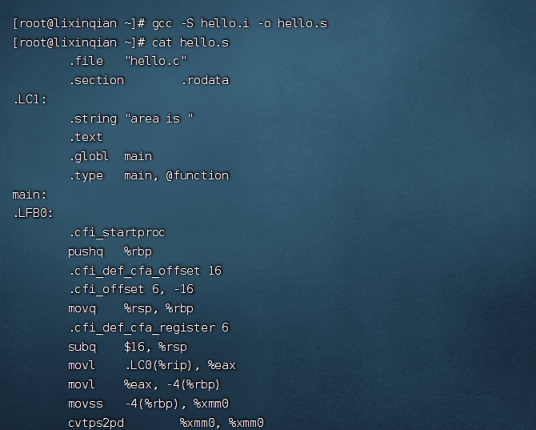 [root@lixinqian ~]# gcc -S hello.i -o hello.s
[root@lixinqian ~]# cat hello.s
.file "hello.c"
.section .rodata
.LC1:
.string "area is "
.text
.globl main
.type main, @function
main:
.LFB0:
.cfi_startproc
pushq %rbp
.cfi_def_cfa_offset 16
.cfi_offset 6, -16
movq %rsp, %rbp
.cfi_def_cfa_register 6
subq $16, %rsp
movl .LC0(%rip), %eax
movl %eax, -4(%rbp)
movss -4(%rbp), %xmm0
cvtps2pd %xmm0, %xmm0